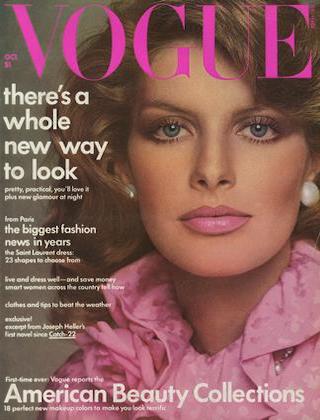 VOGUE
OCT
$1
there's a
whole
new way
to look
pretty, practical, you'll love it
plus new glamour at night
from Paris
the biggest fashion
news in years
the Saint Laurent dress:
23 shapes to choose from
live and dress well—and save money
smart women across the country tell how
clothes and tips to beat the weather
exclusive!
excerpt from Joseph Heller's
first novel since Catch-22
First-time ever: Vogue reports the
American Beauty Collections
18 perfect new makeup colors to make you look terrific